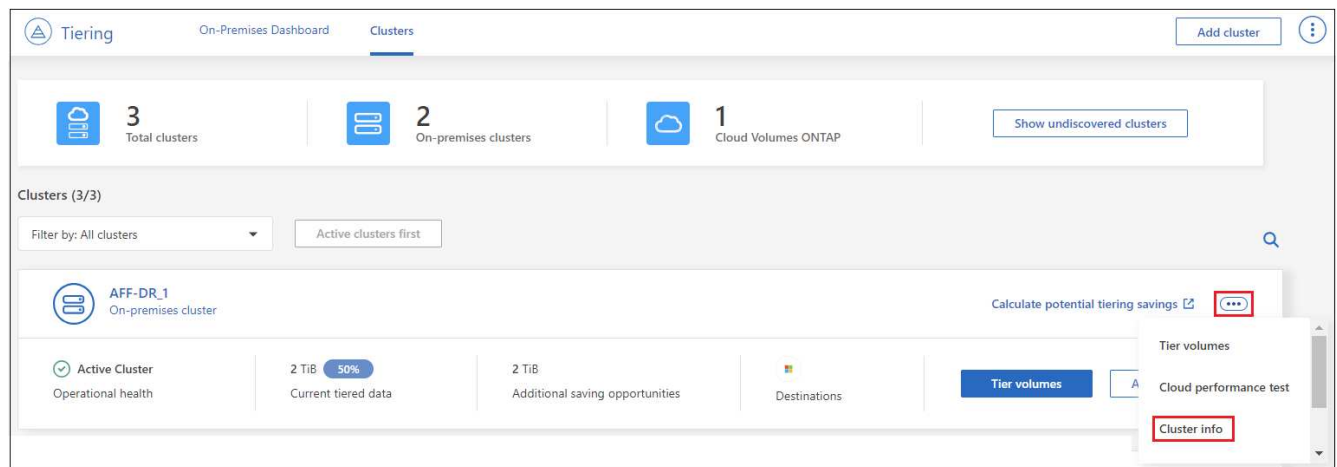 Tiering
On-Premises Dashboard
Clusters
Add cluster
3
Total clusters
2
On-premises clusters
1
Cloud Volumes ONTAP
Show undiscovered clusters
Clusters (3/3)
Filter by: All clusters
Active clusters first
AFF-DR_1
On-premises cluster
Calculate potential tiering savings
Active Cluster
Operational health
2 TiB 50%
Current tiered data
2 TiB
Additional saving opportunities
Destinations
Tier volumes
A
Tier volumes
Cloud performance test
Cluster info